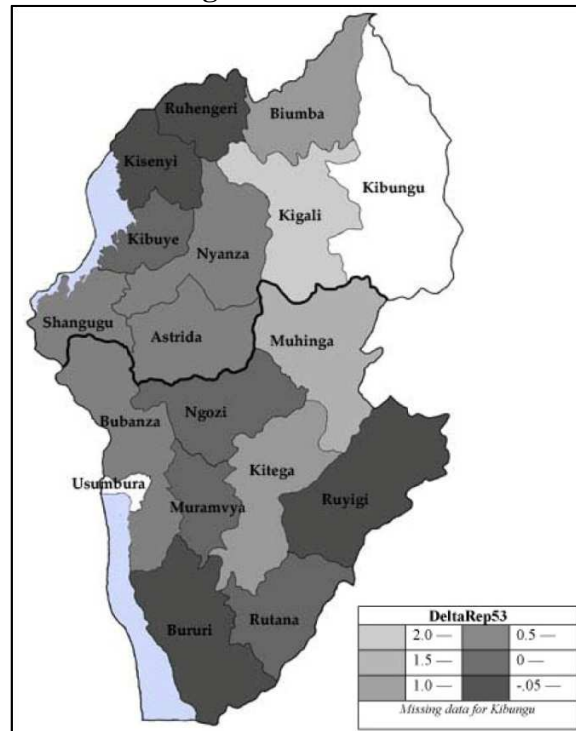 Ruhengeri
Biumba
Kisenyi
Kibungu
Kigali
Kibuye
Nyanza
Shangugu
Astrida
Muhinga
Ngozi
Bubanza
Kitega
Usumbura
Ruyigi
Muramvya
Rutana
Bururi
DeltaRep53
2.0 — 0.5 —
1.5 — 0 —
1.0 — -.05 —
Missing data for Kibungu